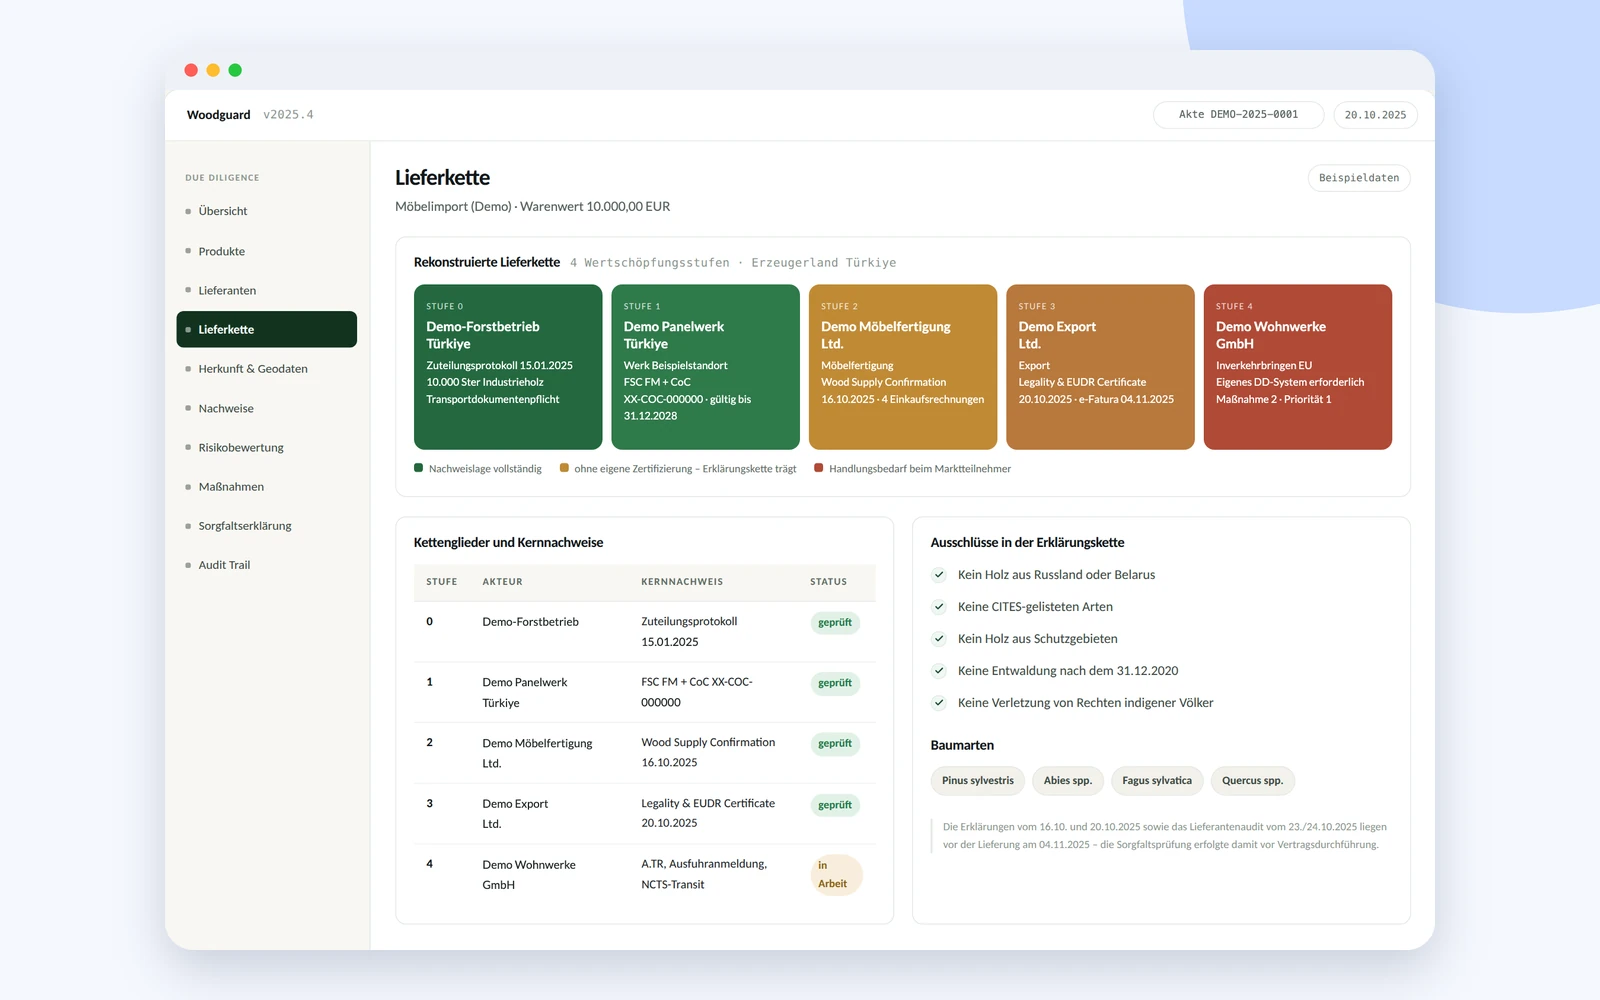 Woodguard v2025.4
Akte DEMO-2025-0001
20.10.2025
DUE DILIGENCE
Übersicht
Produkte
Lieferanten
Lieferkette
Herkunft & Geodaten
Nachweise
Risikobewertung
Maßnahmen
Sorgfaltserklärung
Audit Trail
Lieferkette
Beispieldaten
Möbelimport (Demo) · Warenwert 10.000,00 EUR
Rekonstruierte Lieferkette 4 Wertschöpfungsstufen · Erzeugerland Türkiye
STUFE 0
Demo-Forstbetrieb
Türkiye
Zuteilungsprotokoll 15.01.2025
10.000 Ster Industrieholz
Transportdokumentenpflicht
STUFE 1
Demo Panelwerk
Türkiye
Werk Beispielstandort
FSC FM + CoC
XX-COC-000000 · gültig bis
31.12.2028
STUFE 2
Demo Möbelfertigung
Ltd.
Möbelfertigung
Wood Supply Confirmation
16.10.2025 · 4 Einkaufsrechnungen
STUFE 3
Demo Export
Ltd.
Export
Legality & EUDR Certificate
20.10.2025 · e-Fatura 04.11.2025
STUFE 4
Demo Wohnwerke
GmbH
Inverkehrbringen EU
Eigenes DD-System erforderlich
Maßnahme 2 · Priorität 1
Nachweislage vollständig
ohne eigene Zertifizierung – Erklärungskette trägt
Handlungsbedarf beim Marktteilnehmer
Kettenglieder und Kernnachweise
STUFE AKTEUR KERNNACHWEIS STATUS
0 Demo-Forstbetrieb Zuteilungsprotokoll geprüft
15.01.2025
1 Demo Panelwerk FSC FM + CoC XX-COC- geprüft
Türkiye 000000
2 Demo Möbelfertigung Wood Supply Confirmation geprüft
Ltd. 16.10.2025
3 Demo Export Legality & EUDR Certificate geprüft
Ltd. 20.10.2025
4 Demo Wohnwerke A.TR, Ausfuhranmeldung, in
GmbH NCTS-Transit Arbeit
Ausschlüsse in der Erklärungskette
Kein Holz aus Russland oder Belarus
Keine CITES-gelisteten Arten
Kein Holz aus Schutzgebieten
Keine Entwaldung nach dem 31.12.2020
Keine Verletzung von Rechten indigener Völker
Baumarten
Pinus sylvestris
Abies spp.
Fagus sylvatica
Quercus spp.
Die Erklärungen vom 16.10. und 20.10.2025 sowie das Lieferantenaudit vom 23./24.10.2025 liegen
vor der Lieferung am 04.11.2025 – die Sorgfaltsprüfung erfolgte damit vor Vertragsdurchführung.